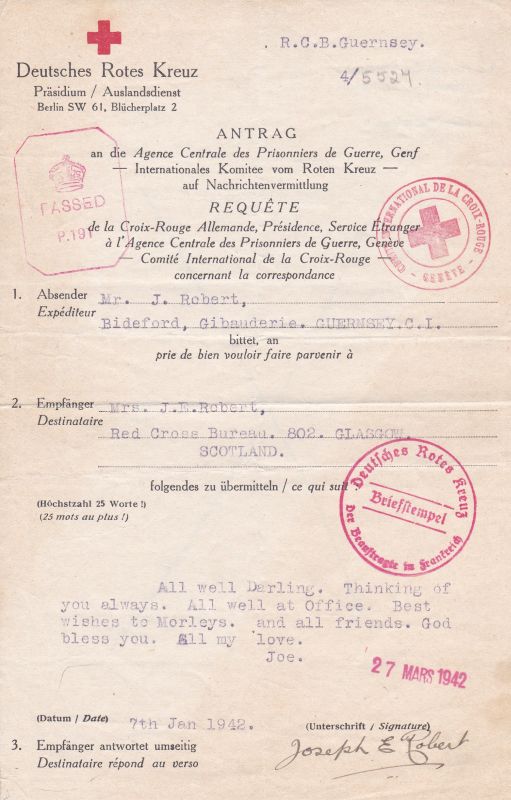 R.C.B.Guernsey.
4/5527.
Deutsches Rotes Kreuz
Präsidium / Auslandsdienst
Berlin SW 61, Blücherplatz 2
ANTRAG
an die Agence Centrale des Prisonniers de Guerre, Genf
— Internationales Komitee vom Roten Kreuz —
auf Nachrichtenvermittlung
PASSED
P.191
REQUÊTE
de la Croix-Rouge Allemande, Présidence, Service Étranger
à l'Agence Centrale des Prisonniers de Guerre, Genève
— Comité International de la Croix-Rouge —
concernant la correspondance
COMITÉ INTERNATIONAL DE LA CROIX-ROUGE
- GENÈVE -
1. Absender Mr. J. Robert,
Expéditeur Bideford, Gibauderie. GUERNSEY.C.I.
bittet, an
prie de bien vouloir faire parvenir à
2. Empfänger Mrs. J.E.Robert,
Destinataire Red Cross Bureau. 802. GLASGOW.
SCOTLAND.
folgendes zu übermitteln / ce qui suit
(Höchstzahl 25 Worte!)
(25 mots au plus!)
Deutsches Rotes Kreuz
Briefstempel
Der Beauftragte in Frankreich
All well Darling. Thinking of
you always. All well at Office. Best
wishes to Morleys. and all friends. God
bless you. All my love.
Joe.
27 MARS 1942
(Datum / Date) 7th Jan 1942.
(Unterschrift / Signature)
Joseph E Robert
3. Empfänger antwortet umseitig
Destinataire répond au verso